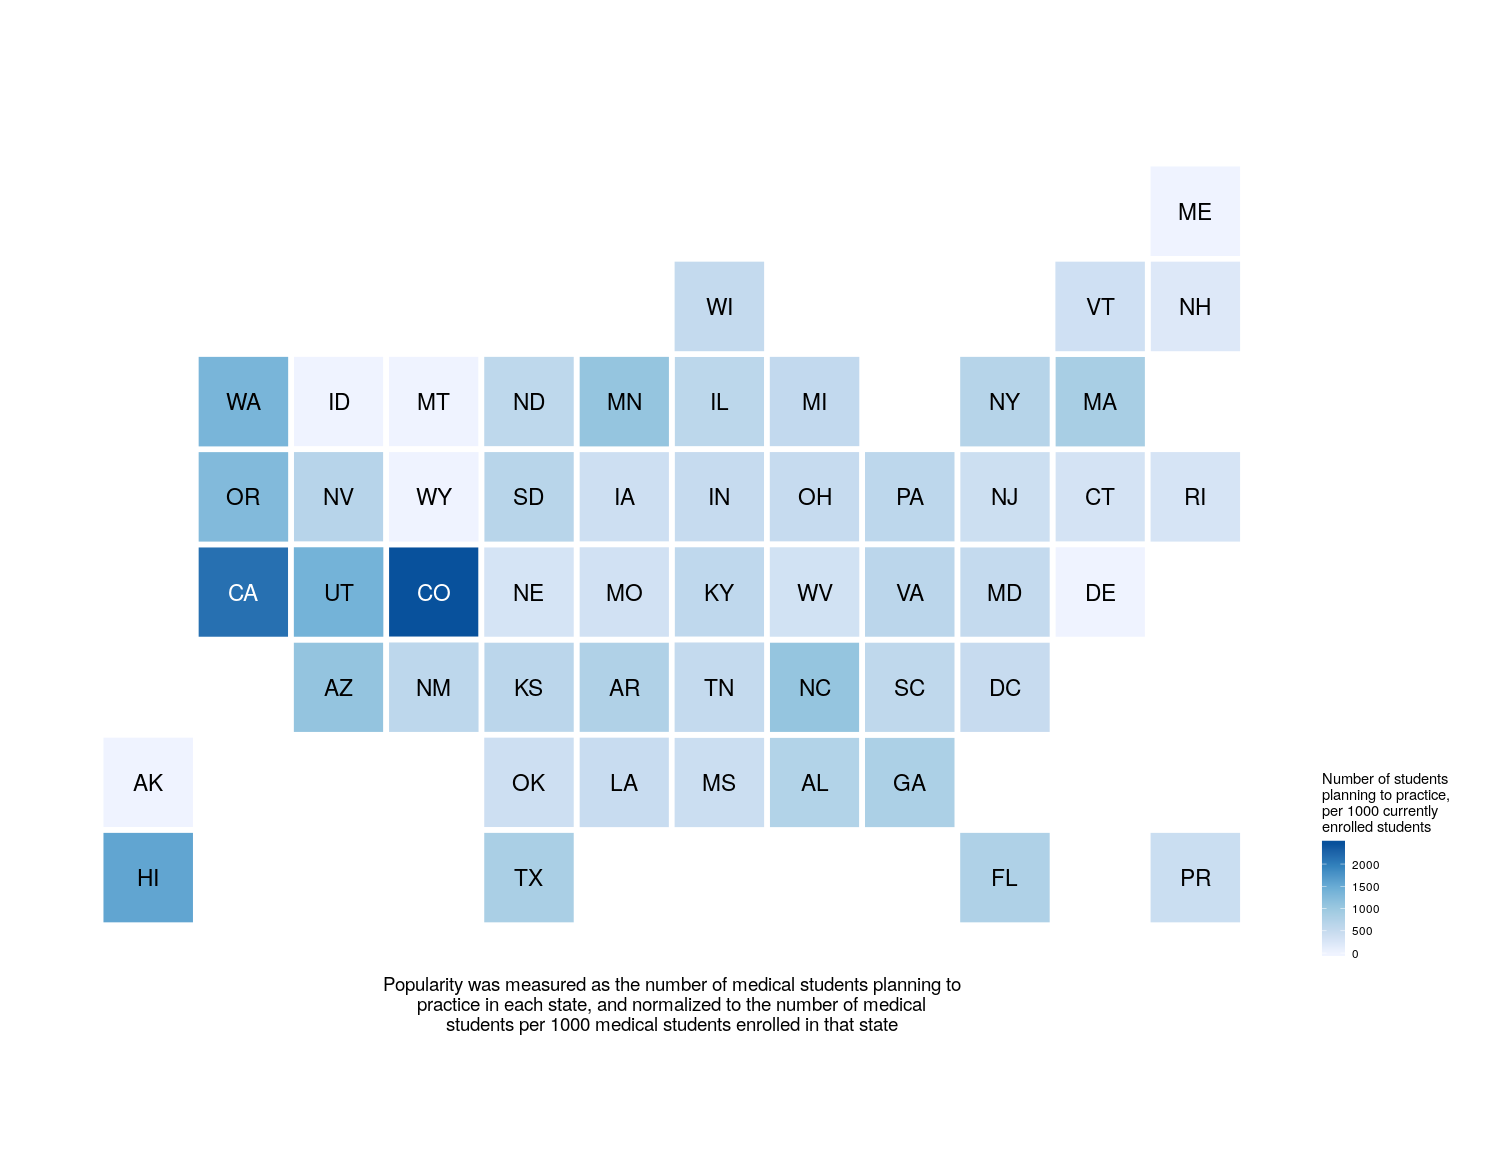 ME
WI
VT
NH
WA
ID
MT
ND
MN
IL
MI
NY
MA
OR
NV
WY
SD
IA
IN
OH
PA
NJ
CT
RI
CA
UT
CO
NE
MO
KY
WV
VA
MD
DE
AZ
NM
KS
AR
TN
NC
SC
DC
AK
OK
LA
MS
AL
GA
HI
TX
FL
PR
Number of students
planning to practice,
per 1000 currently
enrolled students
2000
1500
1000
500
0
Popularity was measured as the number of medical students planning to
practice in each state, and normalized to the number of medical
students per 1000 medical students enrolled in that state